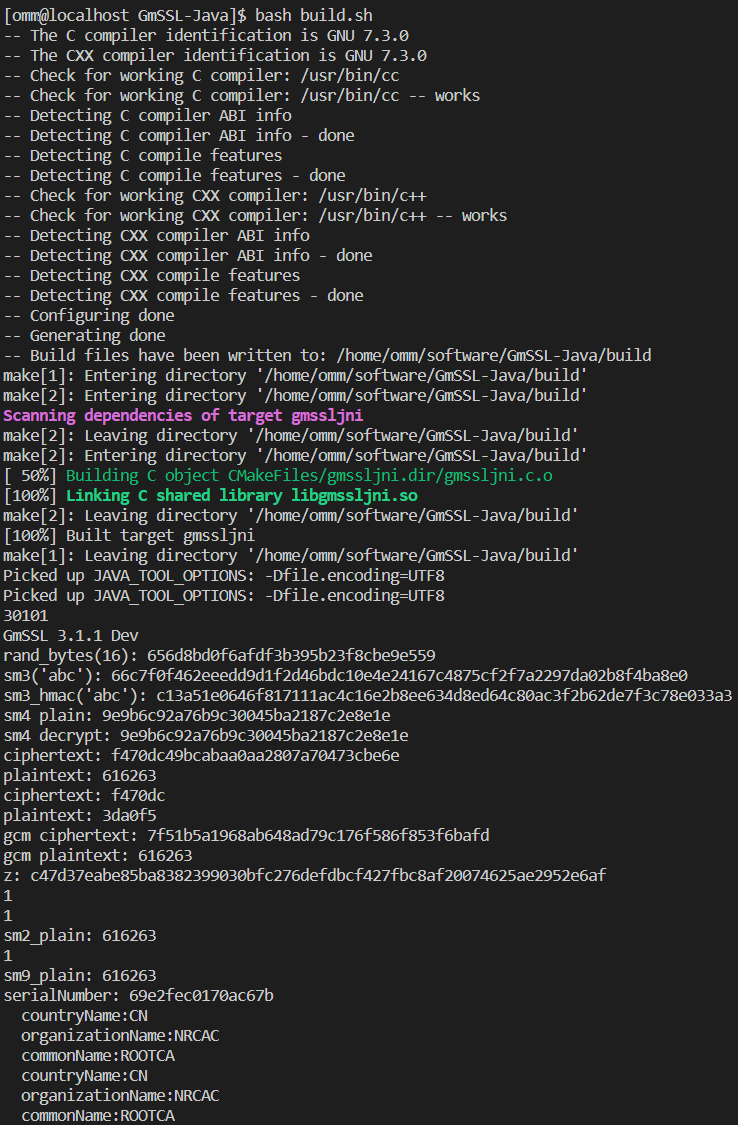 [omm@localhost GmSSL-Java]$ bash build.sh
-- The C compiler identification is GNU 7.3.0
-- The CXX compiler identification is GNU 7.3.0
-- Check for working C compiler: /usr/bin/cc
-- Check for working C compiler: /usr/bin/cc -- works
-- Detecting C compiler ABI info
-- Detecting C compiler ABI info - done
-- Detecting C compile features
-- Detecting C compile features - done
-- Check for working CXX compiler: /usr/bin/c++
-- Check for working CXX compiler: /usr/bin/c++ -- works
-- Detecting CXX compiler ABI info
-- Detecting CXX compiler ABI info - done
-- Detecting CXX compile features
-- Detecting CXX compile features - done
-- Configuring done
-- Generating done
-- Build files have been written to: /home/omm/software/GmSSL-Java/build
make[1]: Entering directory '/home/omm/software/GmSSL-Java/build'
make[2]: Entering directory '/home/omm/software/GmSSL-Java/build'
Scanning dependencies of target gmssljni
make[2]: Leaving directory '/home/omm/software/GmSSL-Java/build'
make[2]: Entering directory '/home/omm/software/GmSSL-Java/build'
[ 50%] Building C object CMakeFiles/gmssljni.dir/gmssljni.c.o
[100%] Linking C shared library libgmssljni.so
make[2]: Leaving directory '/home/omm/software/GmSSL-Java/build'
[100%] Built target gmssljni
make[1]: Leaving directory '/home/omm/software/GmSSL-Java/build'
Picked up JAVA_TOOL_OPTIONS: -Dfile.encoding=UTF8
Picked up JAVA_TOOL_OPTIONS: -Dfile.encoding=UTF8
30101
GmSSL 3.1.1 Dev
rand_bytes(16): 656d8bd0f6afdf3b395b23f8cbe9e559
sm3('abc'): 66c7f0f462eeedd9d1f2d46bdc10e4e24167c4875cf2f7a2297da02b8f4ba8e0
sm3_hmac('abc'): c13a51e0646f817111ac4c16e2b8ee634d8ed64c80ac3f2b62de7f3c78e033a3
sm4 plain: 9e9b6c92a76b9c30045ba2187c2e8e1e
sm4 decrypt: 9e9b6c92a76b9c30045ba2187c2e8e1e
ciphertext: f470dc49bcabaa0aa2807a70473cbe6e
plaintext: 616263
ciphertext: f470dc
plaintext: 3da0f5
gcm ciphertext: 7f51b5a1968ab648ad79c176f586f853f6bafd
gcm plaintext: 616263
z: c47d37eabe85ba8382399030bfc276defdbcf427fbc8af20074625ae2952e6af
1
1
sm2_plain: 616263
1
sm9_plain: 616263
serialNumber: 69e2fec0170ac67b
countryName:CN
organizationName:NRCAC
commonName:ROOTCA
countryName:CN
organizationName:NRCAC
commonName:ROOTCA